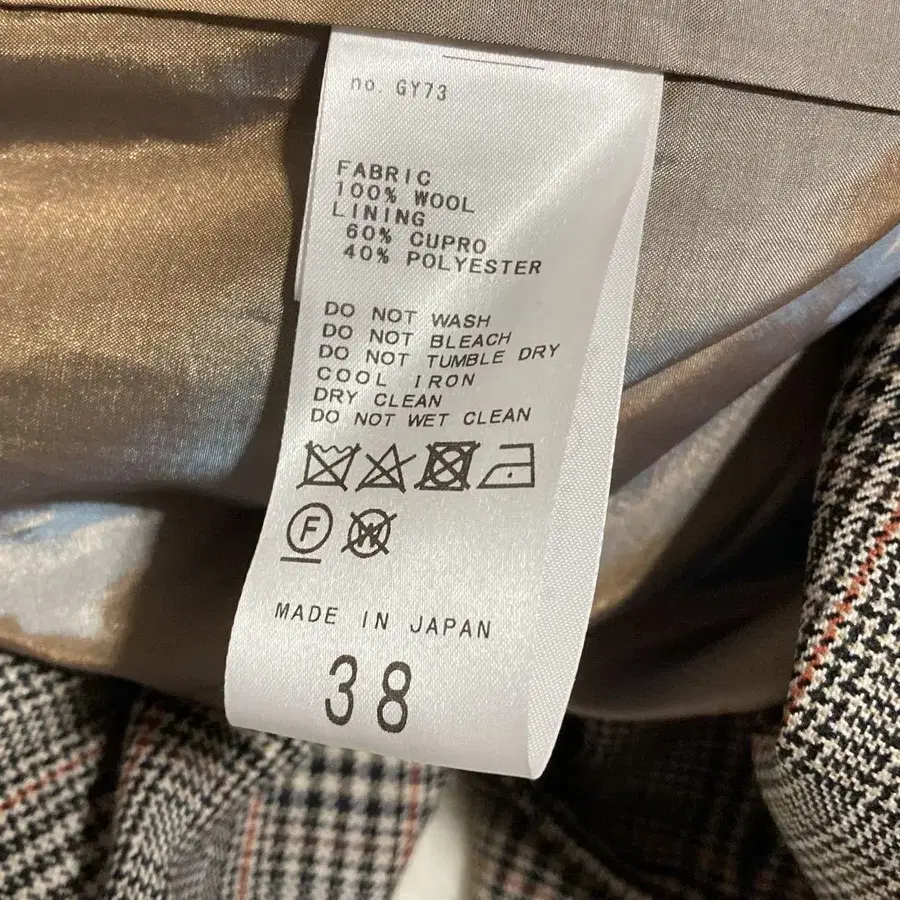 no. GY73
FABRIC
100% WOOL
LINING
60% CUPRO
40% POLYESTER
DO NOT WASH
DO NOT BLEACH
DO NOT TUMBLE DRY
COOL IRON
DRY CLEAN
DO NOT WET CLEAN
F W
MADE IN JAPAN
38